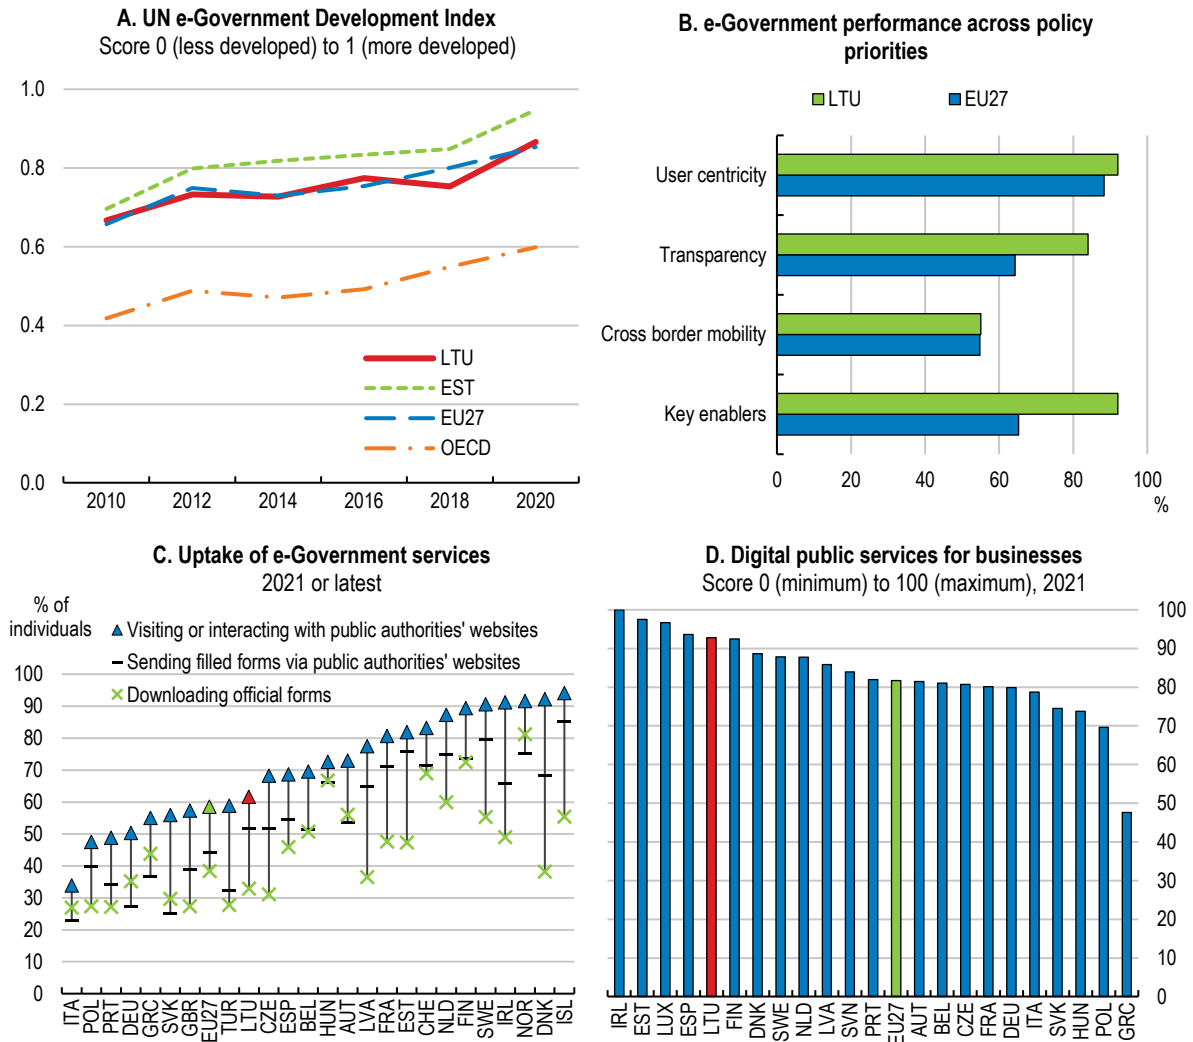 A. UN e-Government Development Index
Score 0 (less developed) to 1 (more developed)
1.0
0.8
0.6
0.4
0.2
0.0
LTU
EST
EU27
OECD
2010 2012 2014 2016 2018 2020
B. e-Government performance across policy
priorities
LTU EU27
User centricity
Transparency
Cross border mobility
Key enablers
0 20 40 60 80 100
%
C. Uptake of e-Government services
2021 or latest
% of
individuals
Visiting or interacting with public authorities' websites
Sending filled forms via public authorities' websites
Downloading official forms
100
90
80
70
60
50
40
30
20
10
0
ITA POL PRT DEU GRC SVK GBR EU27 TUR LTU CZE ESP BEL HUN AUT LVA FRA EST CHE NLD FIN SWE IRL NOR DNK ISL
D. Digital public services for businesses
Score 0 (minimum) to 100 (maximum), 2021
100
90
80
70
60
50
40
30
20
10
0
IRL EST LUX ESP LTU FIN DNK SWE NLD LVA SVN PRT EU27 AUT BEL CZE FRA DEU ITA SVK HUN POL GRC